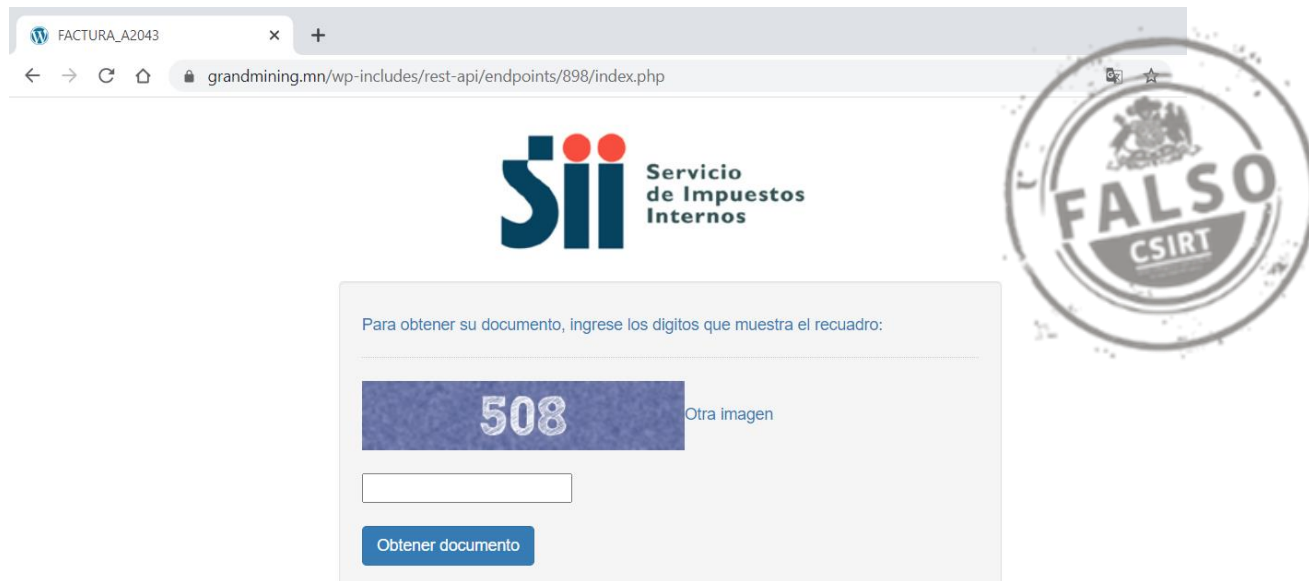 FACTURA_A2043
grandmining.mn/wp-includes/rest-api/endpoints/898/index.php
Sii
Servicio
de Impuestos
Internos
FALSO
CSIRT
Para obtener su documento, ingrese los digitos que muestra el recuadro:
508
Otra imagen
Obtener documento